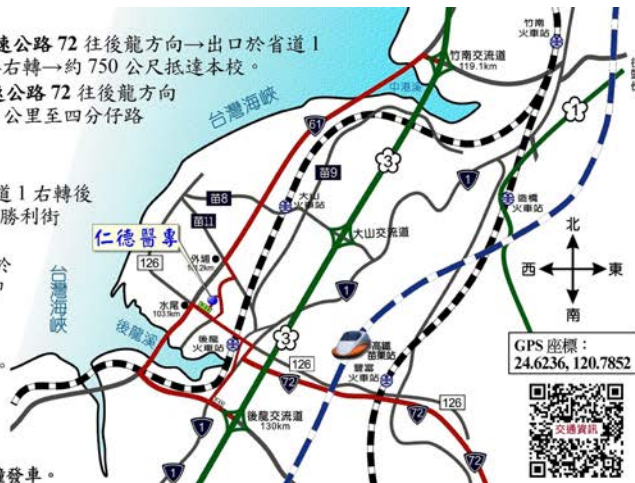 速公路 72 往後龍方向→出口於省道 1
右轉→約 750 公尺抵達本校。
速公路 72 往後龍方向
公里至四分仔路
道 1 右轉後
勝利街
於
。
鐘發車。
竹南
火車站
竹南交流道
119.1km
中港溪
台灣海峽
61
3
1
苗9
1
苗8
大山
火車站
造橋
火車站
苗11
仁德醫專
大山交流道
外埔
126
水尾
103.9km
台灣海峽
後龍溪
1
後龍
火車站
3
高鐵
苗栗站
豐富
火車站
126
72
126
72
後龍交流道
130km
1
1
72
北
西
東
南
GPS 座標：
24.6236, 120.7852
交通資訊